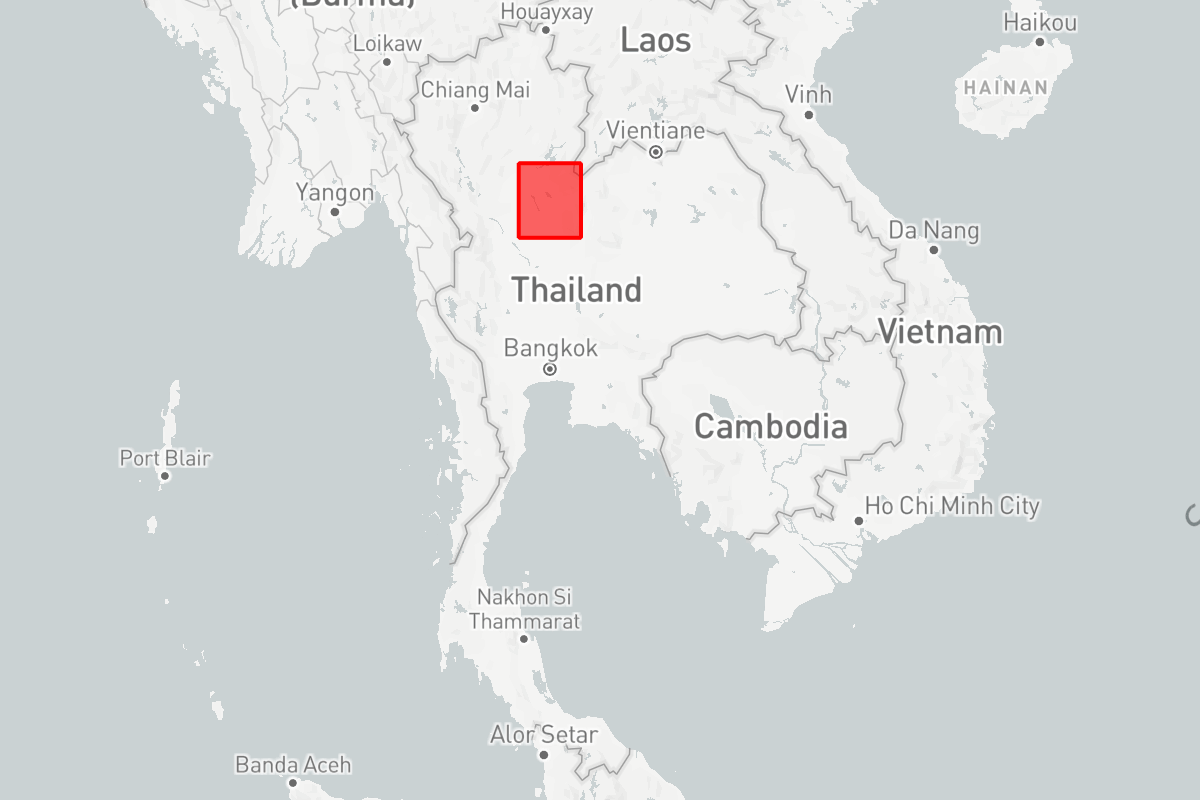 (Burma)
Houayxay
Haikou
Loikaw
Laos
Chiang Mai
HAINAN
Vinh
Vientiane
Yangon
Da Nang
Thailand
Vietnam
Bangkok
Cambodia
Port Blair
Ho Chi Minh City
Nakhon Si
Thammarat
Alor Setar
Banda Aceh